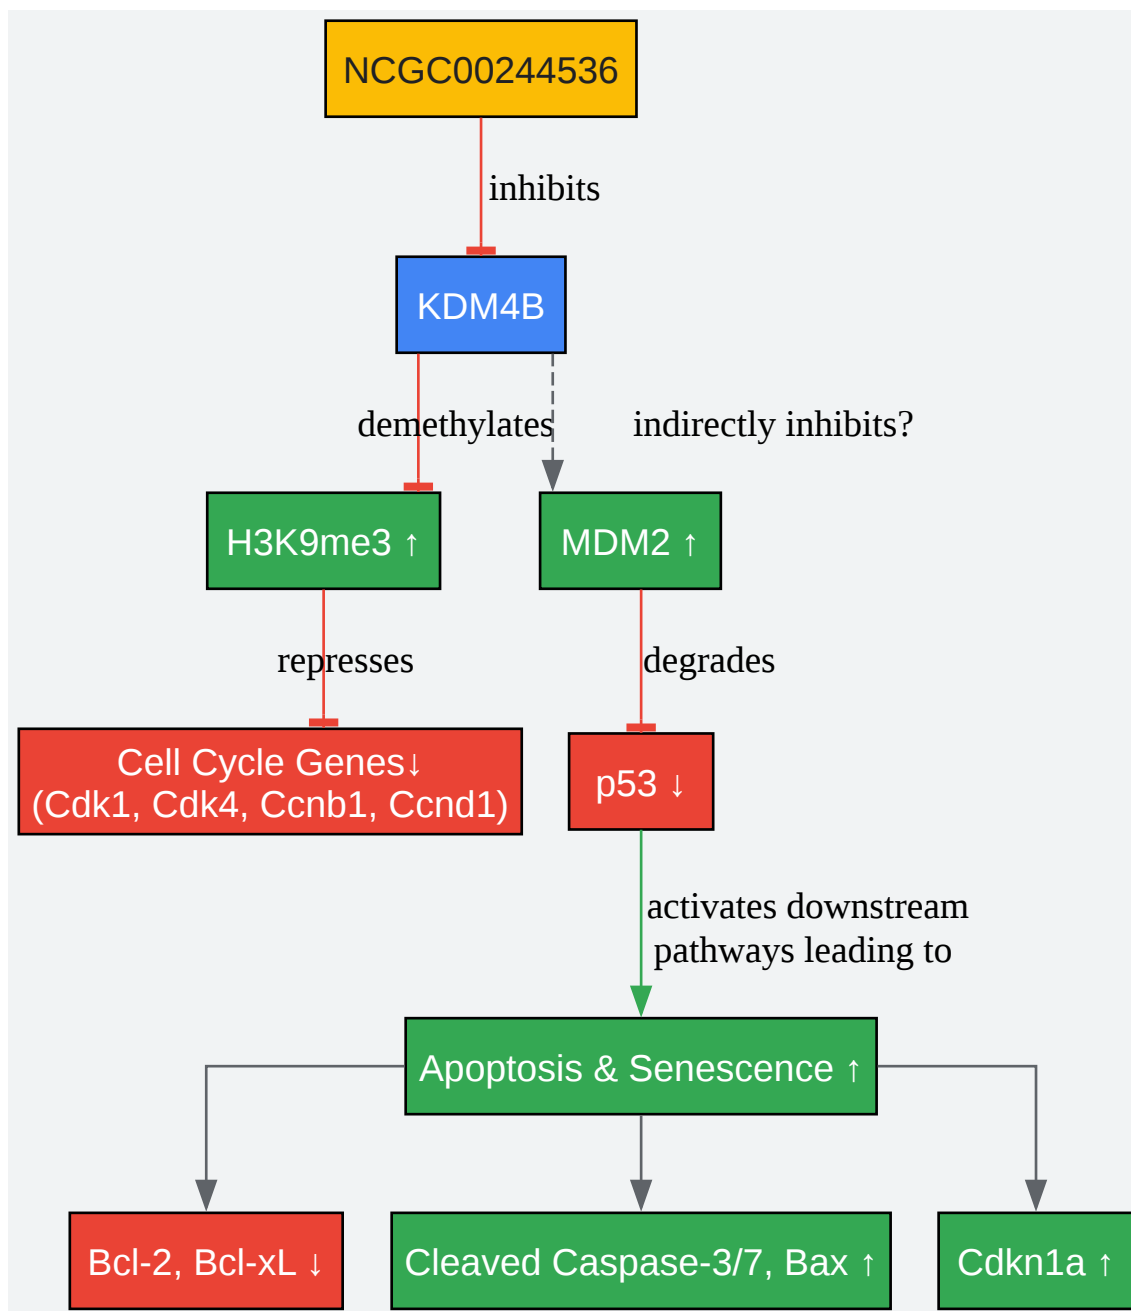 NCGC00244536
inhibits
KDM4B
demethylates
indirectly inhibits?
H3K9me3 ↑
MDM2 ↑
represses
degrades
Cell Cycle Genes↓
(Cdk1, Cdk4, Ccnb1, Ccnd1)
p53 ↓
activates downstream
pathways leading to
Apoptosis & Senescence ↑
Bcl-2, Bcl-xL ↓
Cleaved Caspase-3/7, Bax ↑
Cdkn1a ↑